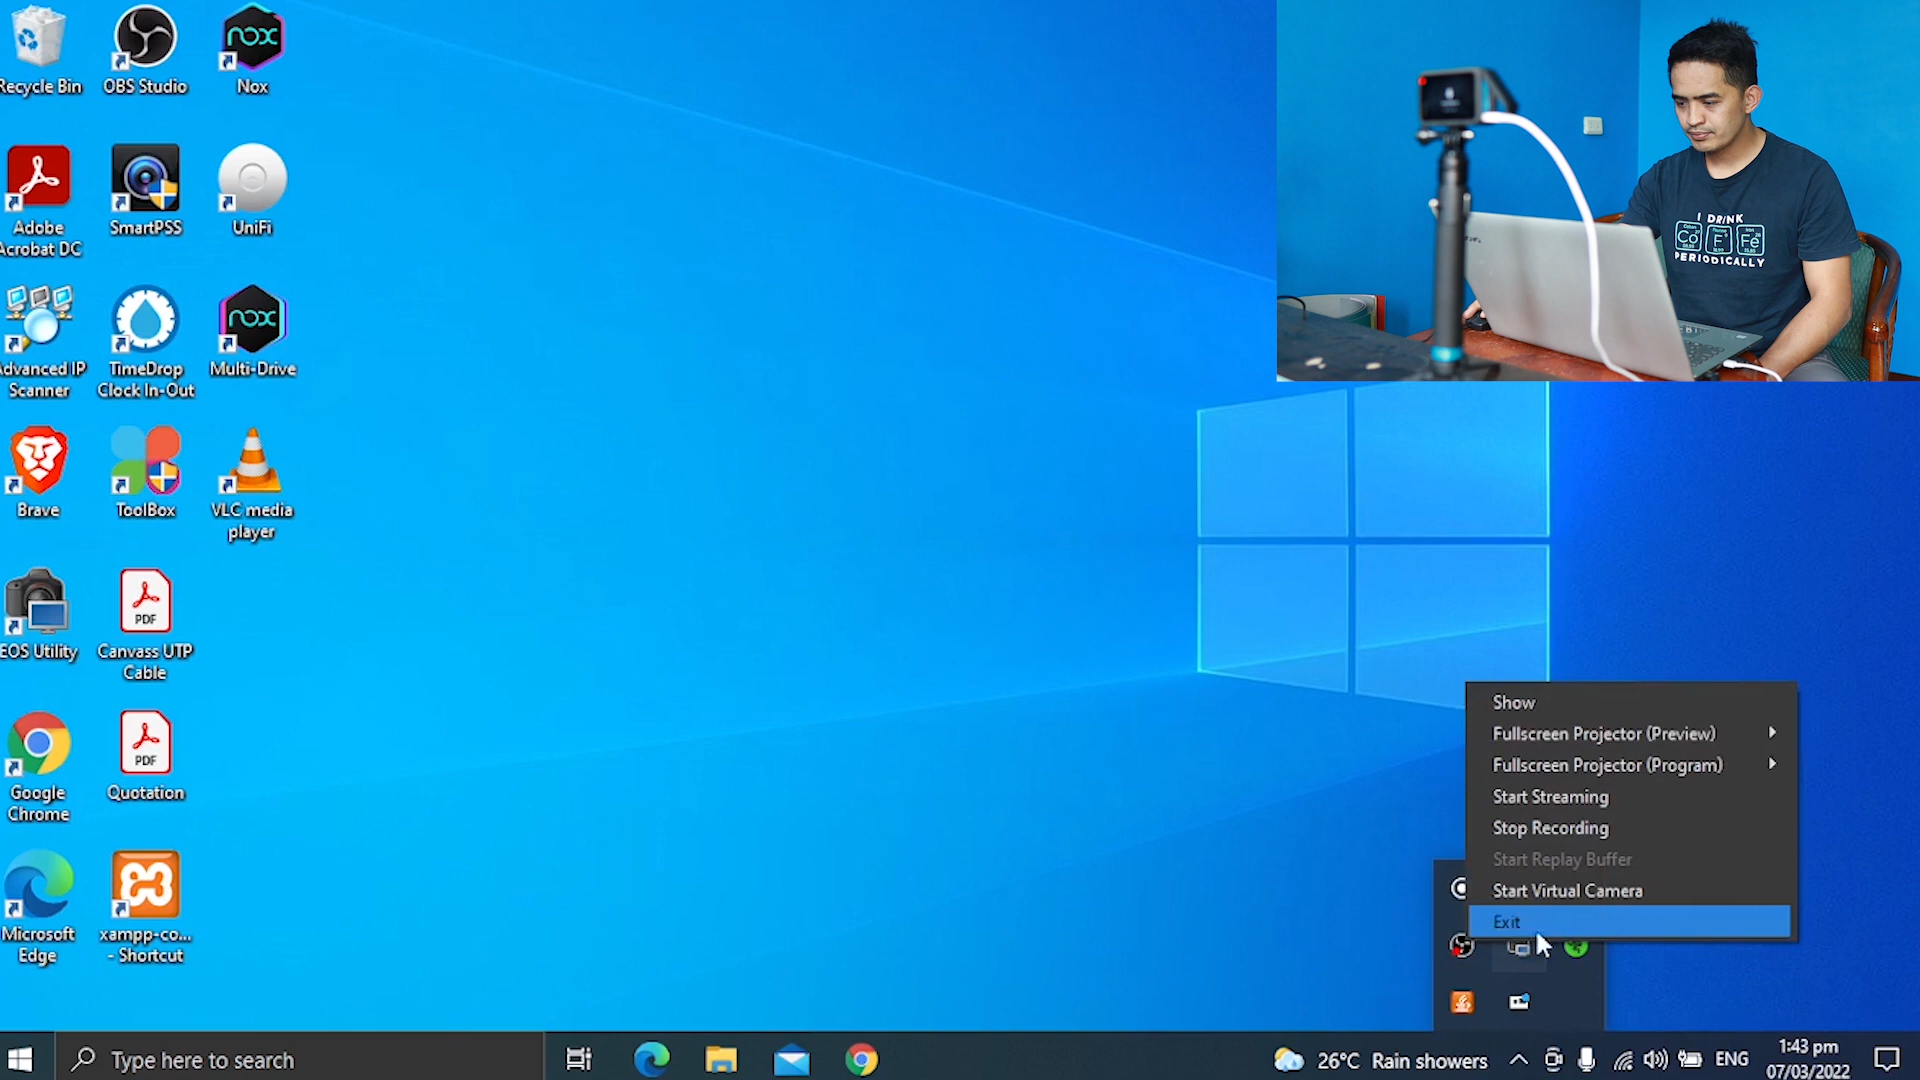 Recycle Bin
OBS Studio
nox
Nox
Adobe
Acrobat DC
SmartPSS
UniFi
Advanced IP
Scanner
TimeDrop
Clock In-Out
nox
Multi-Drive
Brave
ToolBox
VLC media
player
EOS Utility
PDF
Canvass UTP
Cable
Google
Chrome
PDF
Quotation
Microsoft
Edge
xampp-co...
- Shortcut
I DRINK
Co F Fe
PERIODICALLY
Show
Fullscreen Projector (Preview)
Fullscreen Projector (Program)
Start Streaming
Stop Recording
Start Replay Buffer
Start Virtual Camera
Exit
Type here to search
26°C Rain showers
ENG
1:43 pm
07/03/2022